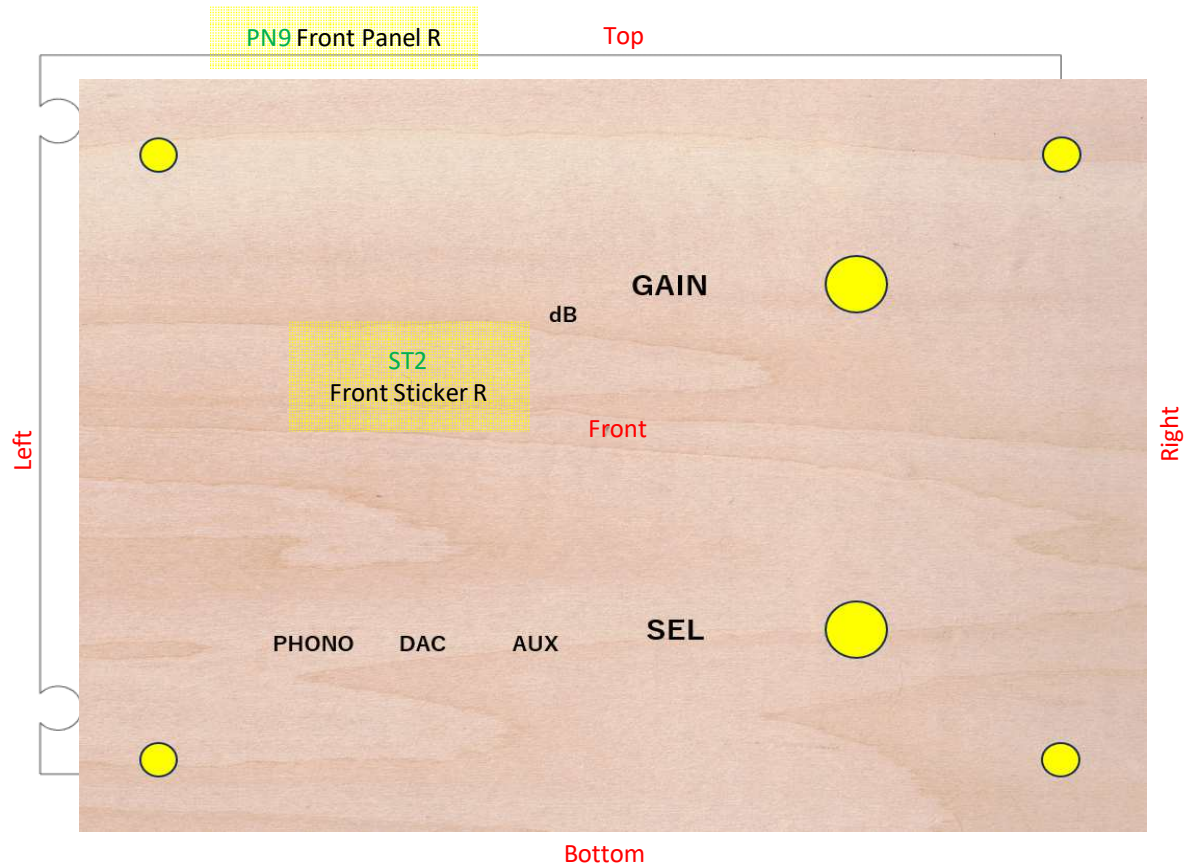 PN9 Front Panel R
Top
GAIN
dB
ST2
Front Sticker R
Front
Left
Right
PHONO DAC AUX SEL
Bottom